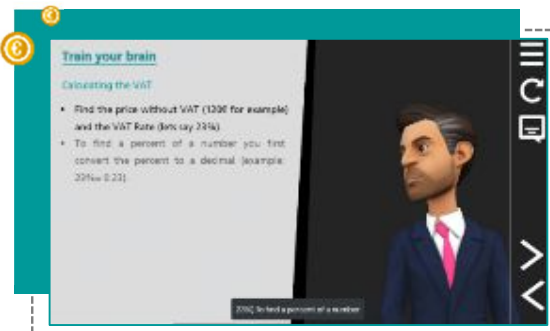 Train your brain
Calculating the VAT
• Find the price without VAT (120€ for example)
and the VAT Rate (lets say 23%).
• To find a percent of a number you first
convert the percent to a decimal (example:
23%= 0.23).
23%). To find a percent of a number